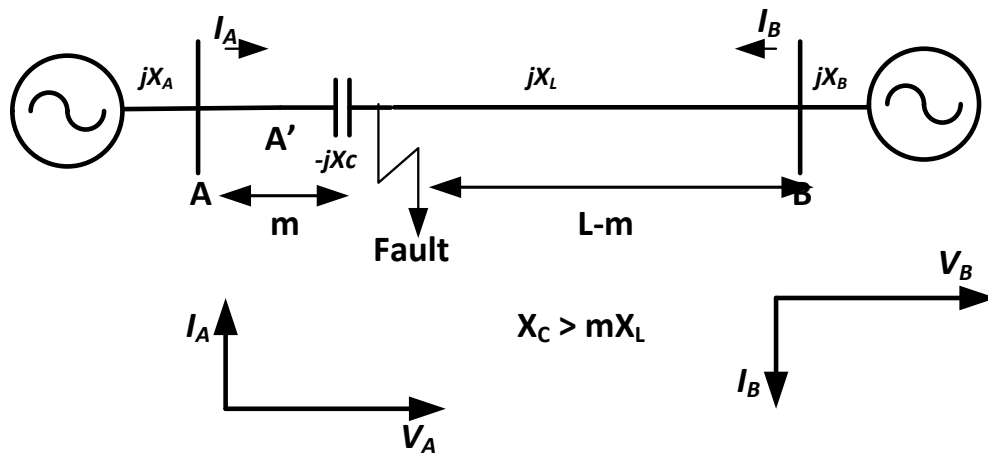 I_A I_B
jX_A jX_L jX_B
A' -jXc
A B
m L-m
Fault
V_B
I_A X_C > mX_L
I_B
V_A